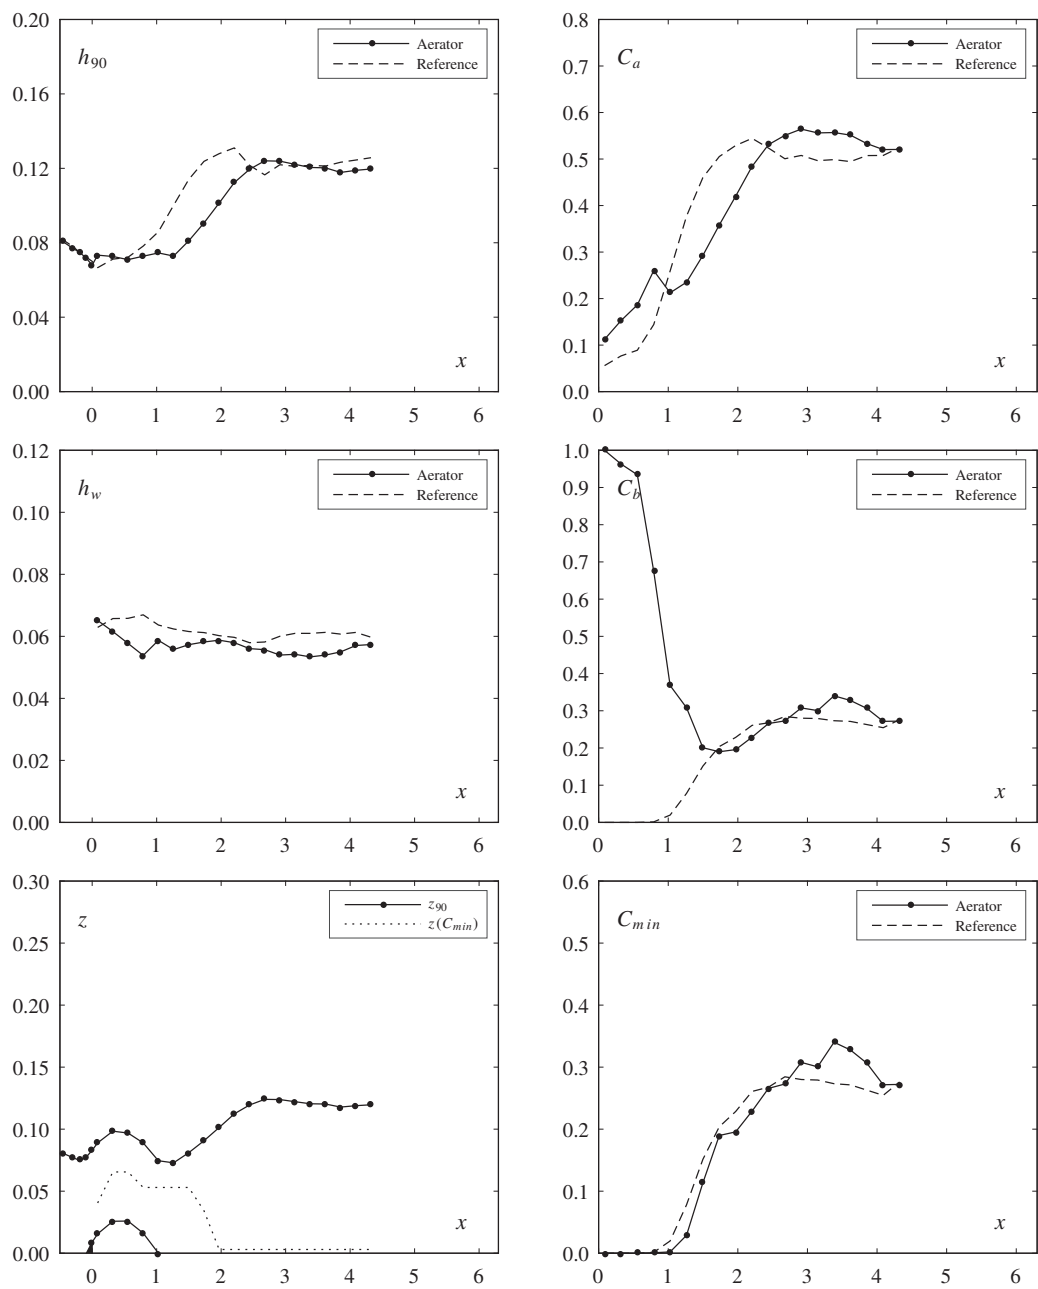 0.20
0.16
0.12
0.08
0.04
0.00
h90
Aerator
Reference
x
0 1 2 3 4 5 6
0.8
0.7
0.6
0.5
0.4
0.3
0.2
0.1
0.0
Ca
Aerator
Reference
x
0 1 2 3 4 5 6
0.12
0.10
0.08
0.06
0.04
0.02
0.00
hw
Aerator
Reference
x
0 1 2 3 4 5 6
1.0
0.9
0.8
0.7
0.6
0.5
0.4
0.3
0.2
0.1
0.0
Cb
Aerator
Reference
x
0 1 2 3 4 5 6
0.30
0.25
0.20
0.15
0.10
0.05
0.00
z
z90
z(Cmin)
x
0 1 2 3 4 5 6
0.6
0.5
0.4
0.3
0.2
0.1
0.0
Cmin
Aerator
Reference
x
0 1 2 3 4 5 6